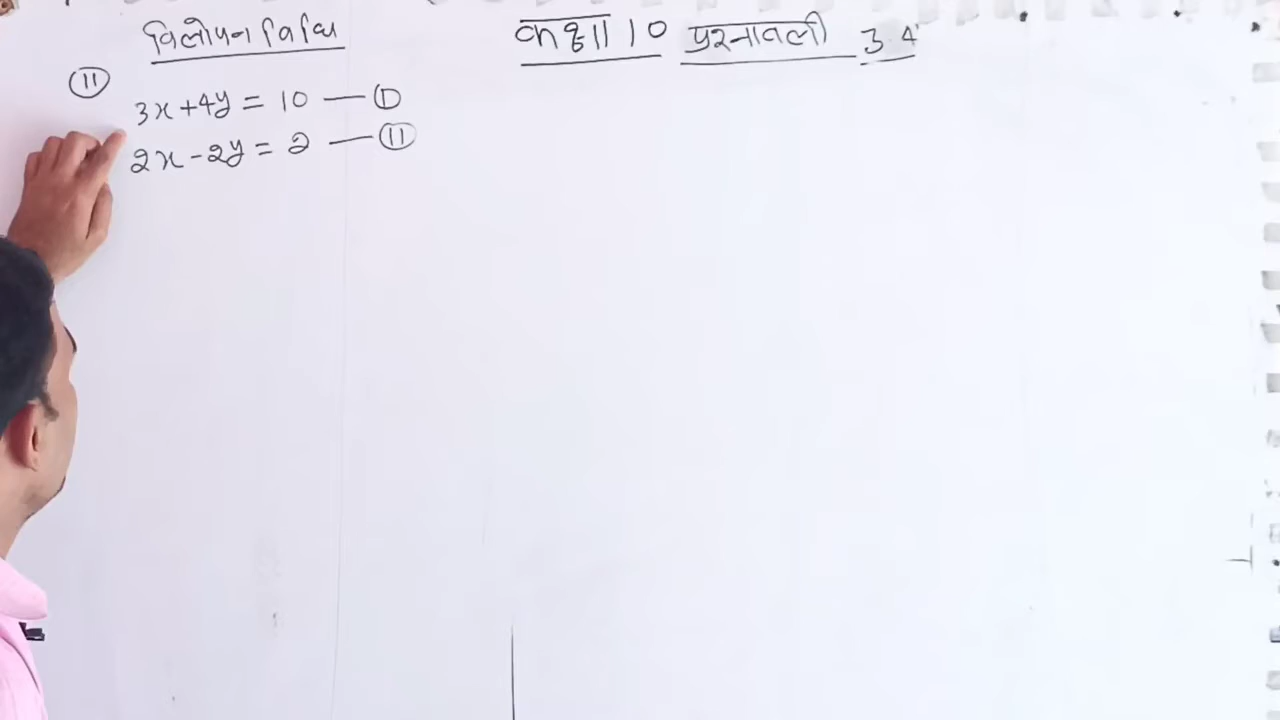 विलोपन विधि
कक्षा 10 प्रश्नावली 3.4
(ii)
3x+4y = 10 — (i)
2x-2y = 2 — (ii)